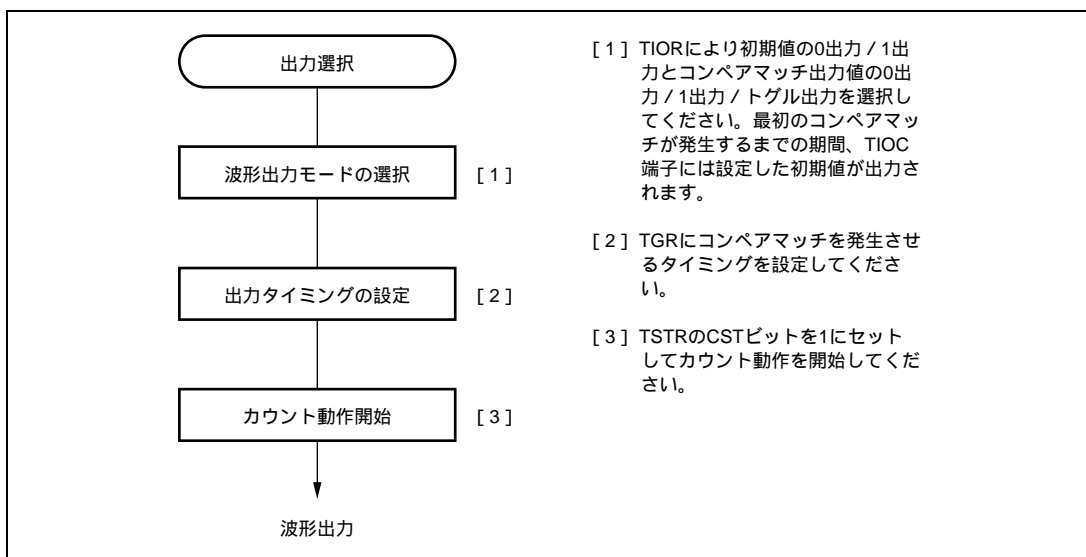 出力選択
波形出力モードの選択 [1]
出力タイミングの設定 [2]
カウント動作開始 [3]
波形出力
[1] TIORにより初期値の0出力/1出
力とコンペアマッチ出力値の0出
力/1出力/トグル出力を選択し
てください。最初のコンペアマッ
チが発生するまでの期間、TIOC
端子には設定した初期値が出力さ
れます。
[2] TGRにコンペアマッチを発生させ
るタイミングを設定してくださ
い。
[3] TSTRのCSTビットを1にセット
してカウント動作を開始してくだ
さい。